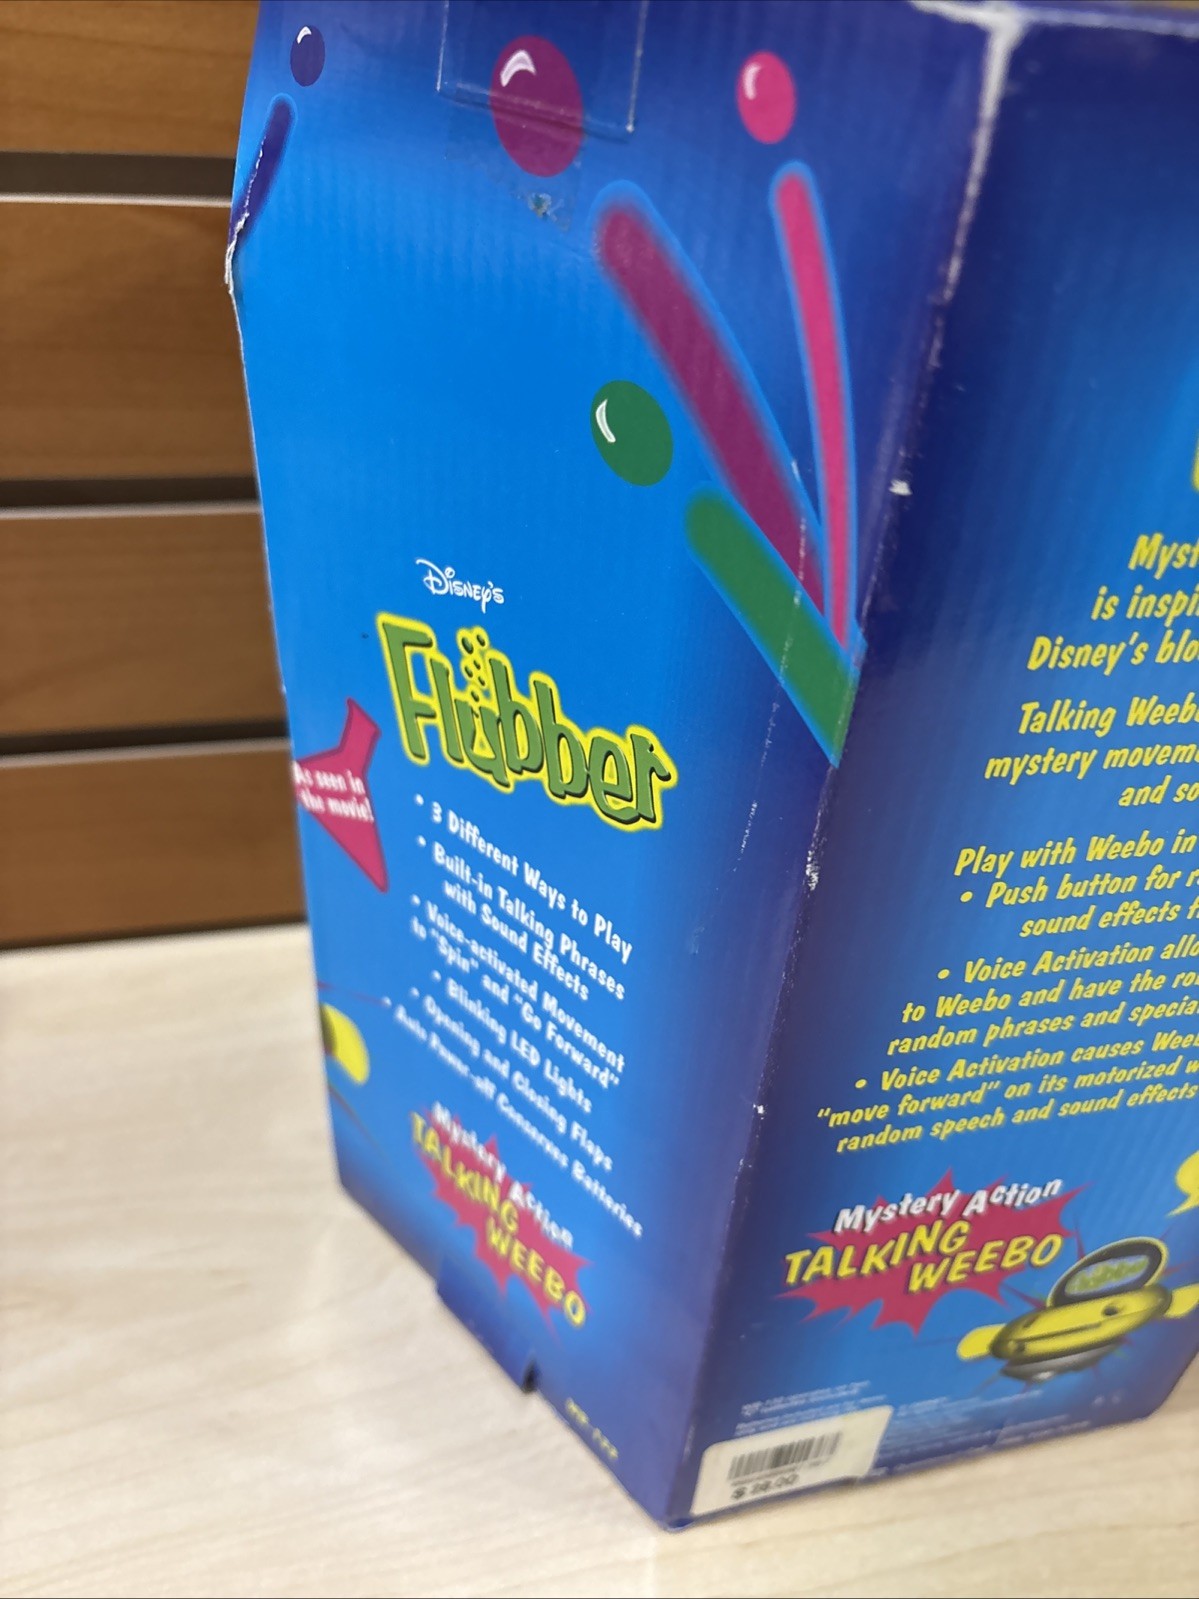 Disney's
Flubber
As seen in
the movie!
• 3 Different Ways to Play
• Built-in Talking Phrases
with Sound Effects
• Voice-activated Movement
to "Spin" and "Go Forward"
• Blinking LED Lights
• Opening and Closing Flaps
• Auto Power-off Conserves Batteries
Mystery Action
TALKING
WEEBO
Myst
is inspi
Disney's blo
Talking Weeb
mystery movem
and so
Play with Weebo in
• Push button for r
sound effects
• Voice Activation allo
to Weebo and have the ro
random phrases and specia
• Voice Activation causes Wee
"move forward" on its motorized w
random speech and sound effects
Mystery Action
TALKING
WEEBO